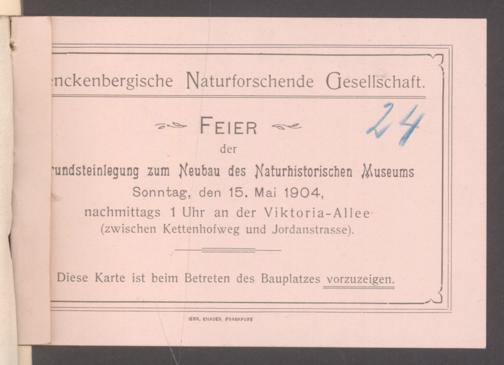 enckenbergische Naturforschende Gesellschaft.
24
FEIER
der
rundsteinlegung zum Neubau des Naturhistorischen Museums
Sonntag, den 15. Mai 1904,
nachmittags 1 Uhr an der Viktoria-Allee
(zwischen Kettenhofweg und Jordanstrasse).
Diese Karte ist beim Betreten des Bauplatzes vorzuzeigen.
FRANKFURT